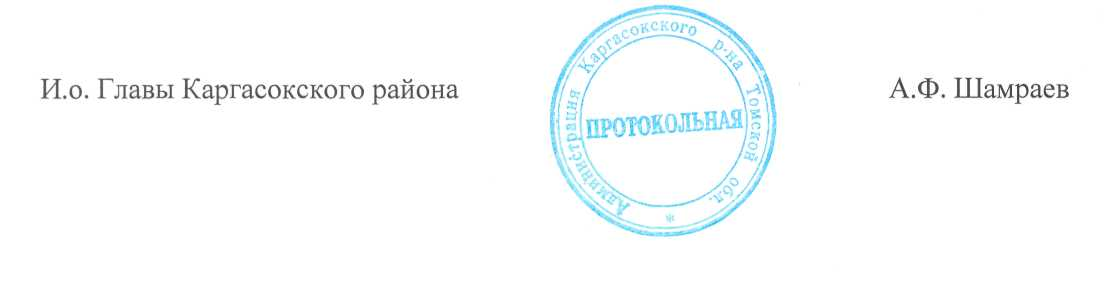 И.о. Главы Каргасокского района
Администрация Каргасокского р-на Томской обл. *
ПРОТОКОЛЬНАЯ
А.Ф. Шамраев